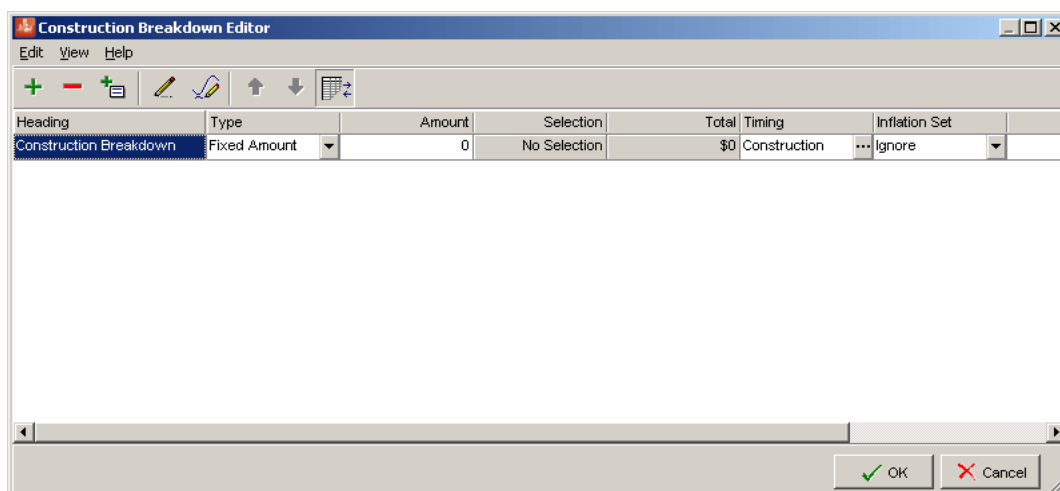 Construction Breakdown Editor
Edit View Help
Heading Type Amount Selection Total Timing Inflation Set
Construction Breakdown Fixed Amount 0 No Selection $0 Construction ... Ignore
OK Cancel